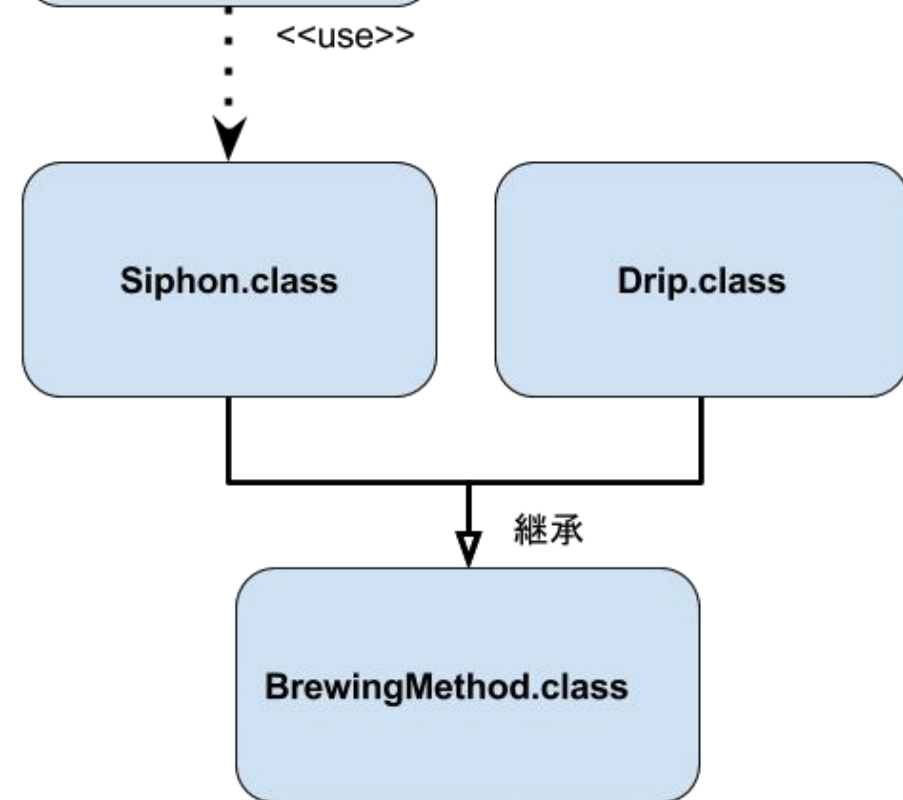 <<use>>
Siphon.class
Drip.class
継承
BrewingMethod.class